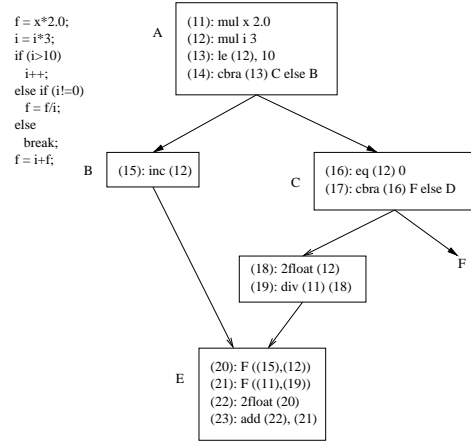 f = x*2.0;
i = i*3;
if (i>10)
i++;
else if (i!=0)
f = f/i;
else
break;
f = i+f;
A
(11): mul x 2.0
(12): mul i 3
(13): le (12), 10
(14): cbra (13) C else B
B
(15): inc (12)
C
(16): eq (12) 0
(17): cbra (16) F else D
F
(18): 2float (12)
(19): div (11) (18)
E
(20): F ((15),(12))
(21): F ((11),(19))
(22): 2float (20)
(23): add (22), (21)